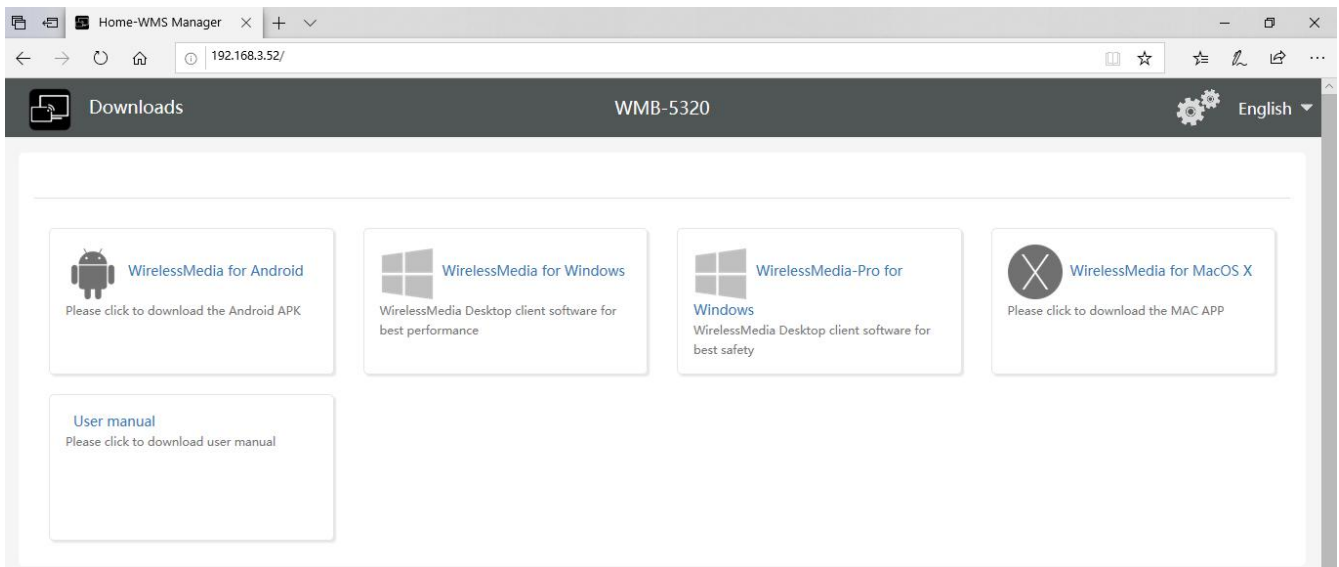 Home-WMS Manager
192.168.3.52/
Downloads
WMB-5320
English
WirelessMedia for Android
Please click to download the Android APK
WirelessMedia for Windows
WirelessMedia Desktop client software for
best performance
WirelessMedia-Pro for
Windows
WirelessMedia Desktop client software for
best safety
WirelessMedia for MacOS X
Please click to download the MAC APP
User manual
Please click to download user manual